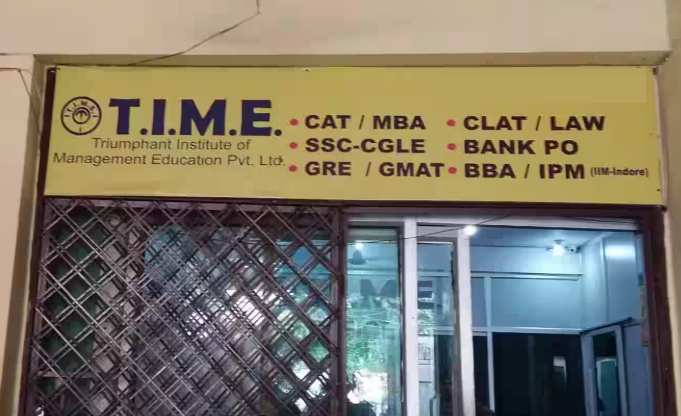 T.I.M.E.
Triumphant Institute of
Management Education Pvt. Ltd.
• CAT / MBA
• SSC-CGLE
• GRE / GMAT
• CLAT / LAW
• BANK PO
• BBA / IPM (IIM-Indore)
T.I.M.E.
IME